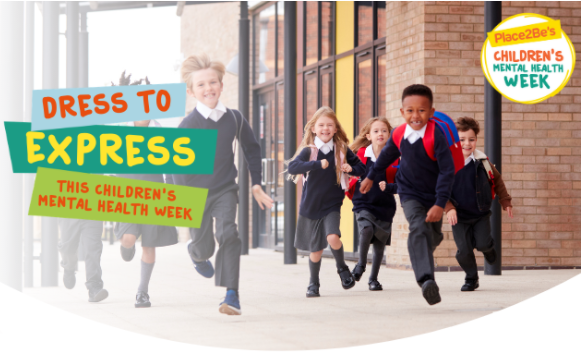 DRESS TO
EXPRESS
THIS CHILDREN'S
MENTAL HEALTH WEEK
Place2Be's
CHILDREN'S
MENTAL HEALTH
WEEK